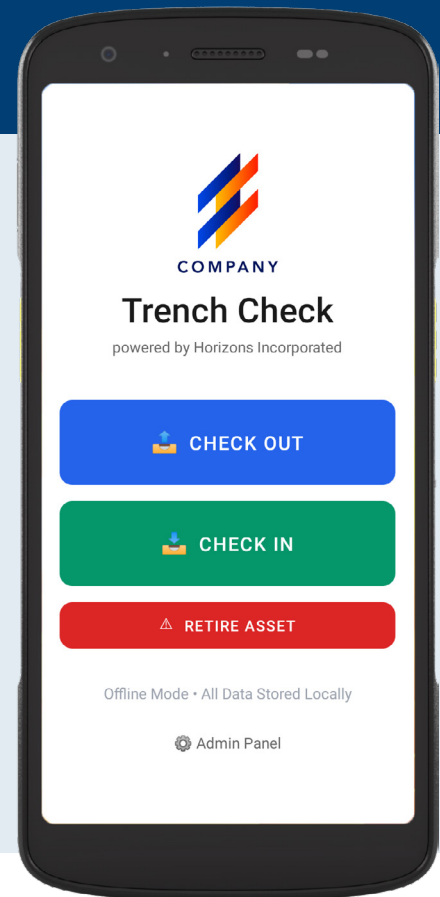 COMPANY
Trench Check
powered by Horizons Incorporated
CHECK OUT
CHECK IN
⚠ RETIRE ASSET
Offline Mode • All Data Stored Locally
Admin Panel